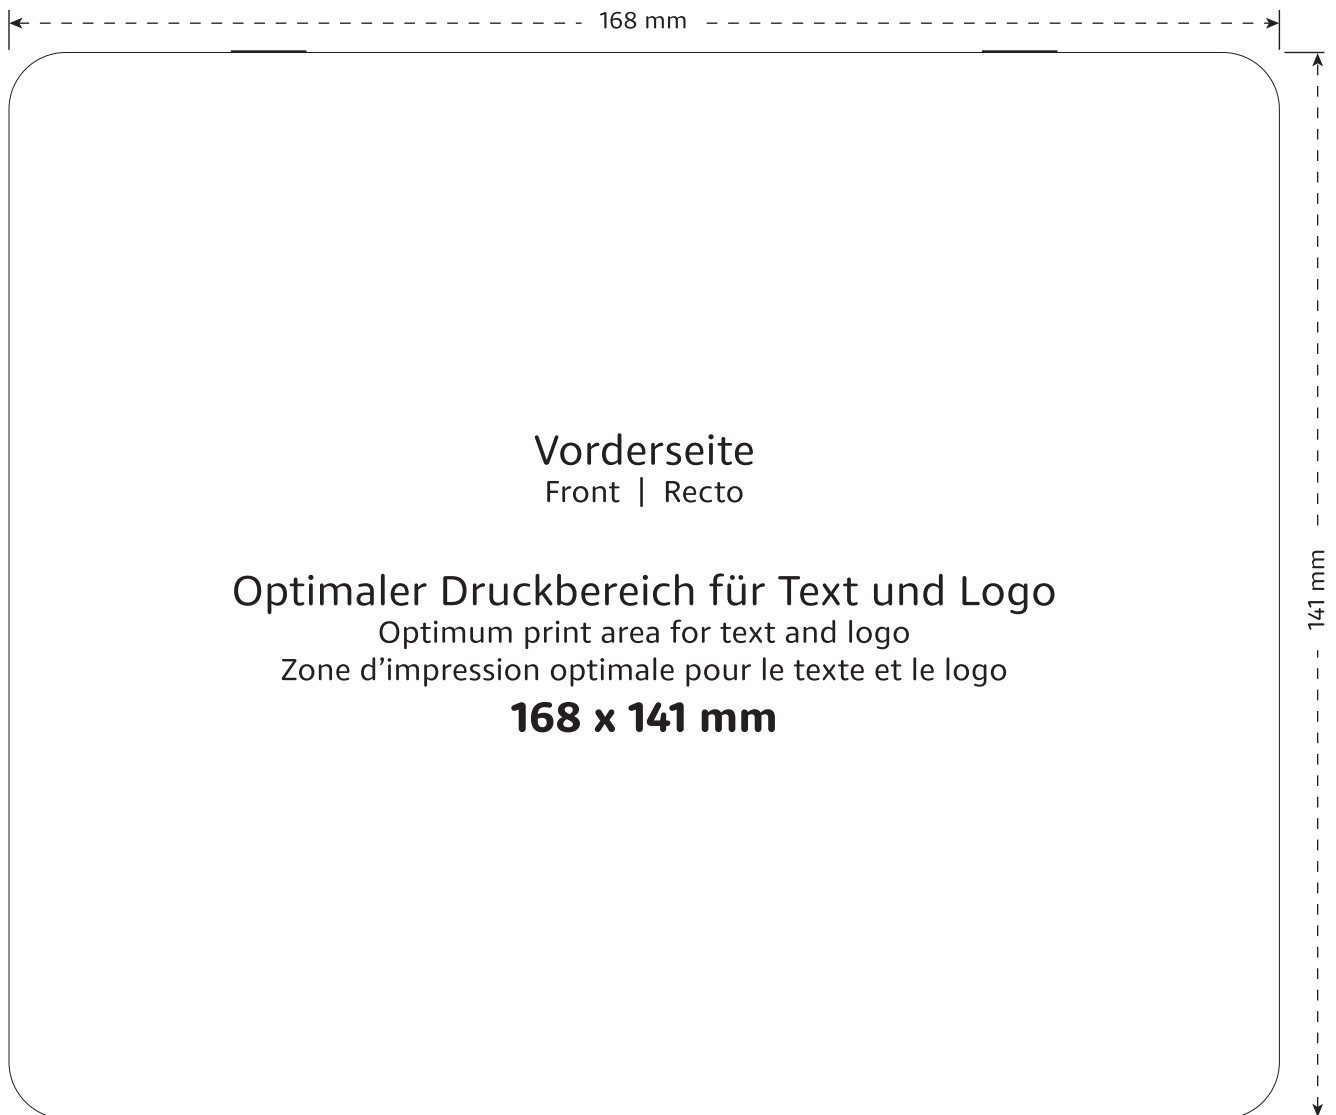 168 mm
Vorderseite
Front | Recto
Optimaler Druckbereich für Text und Logo
Optimum print area for text and logo
Zone d’impression optimale pour le texte et le logo
168 x 141 mm
141 mm